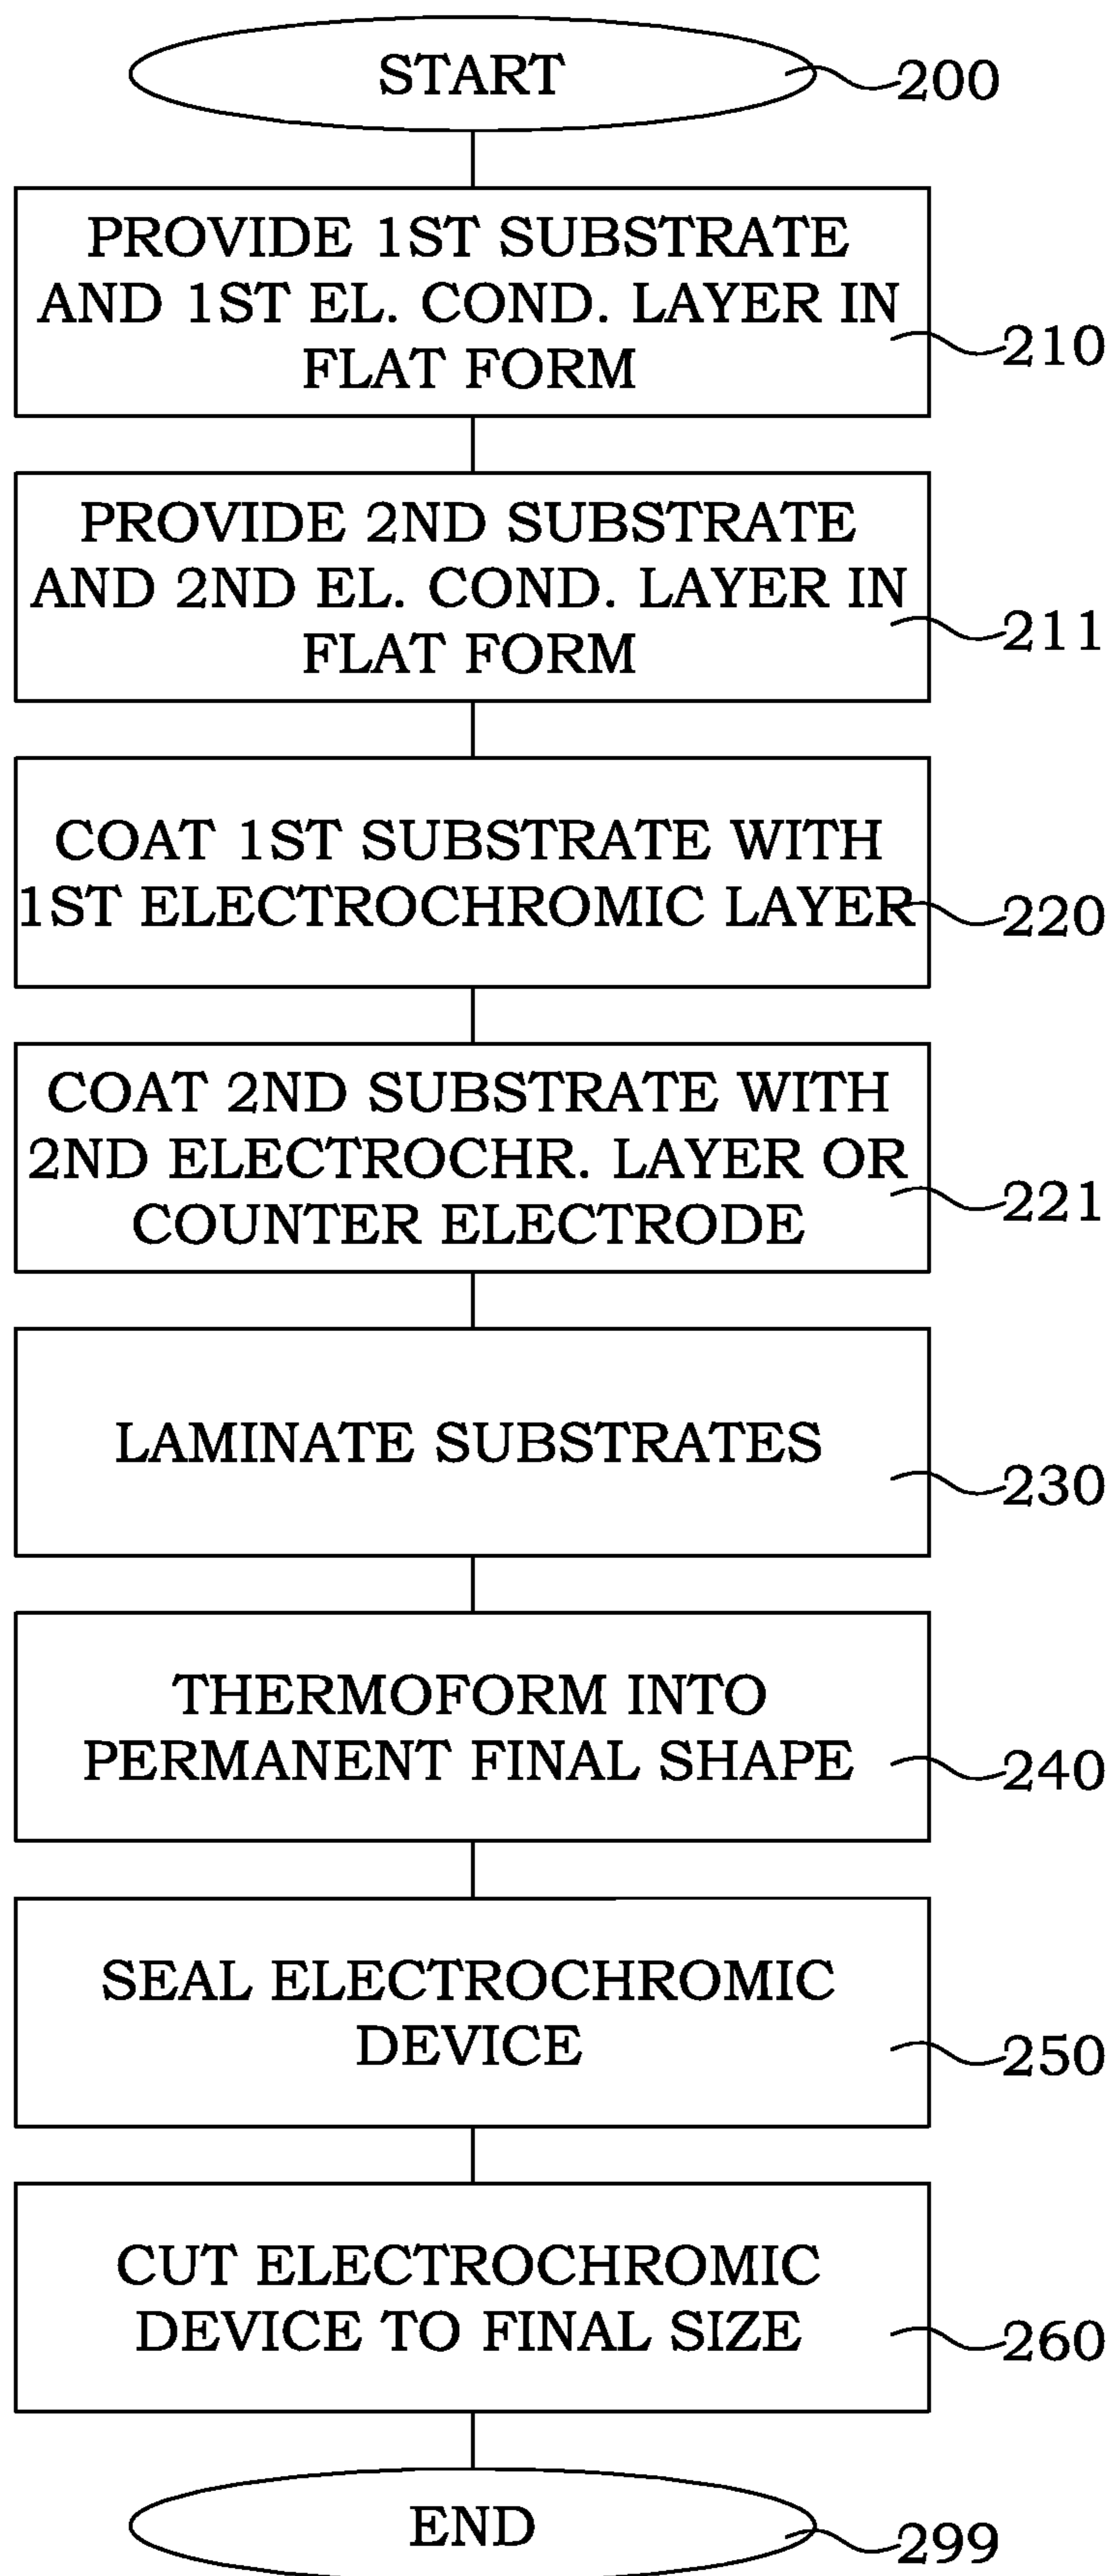 START
200
PROVIDE 1ST SUBSTRATE
AND 1ST EL. COND. LAYER IN
FLAT FORM
210
PROVIDE 2ND SUBSTRATE
AND 2ND EL. COND. LAYER IN
FLAT FORM
211
COAT 1ST SUBSTRATE WITH
1ST ELECTROCHROMIC LAYER
220
COAT 2ND SUBSTRATE WITH
2ND ELECTROCHR. LAYER OR
COUNTER ELECTRODE
221
LAMINATE SUBSTRATES
230
THERMOFORM INTO
PERMANENT FINAL SHAPE
240
SEAL ELECTROCHROMIC
DEVICE
250
CUT ELECTROCHROMIC
DEVICE TO FINAL SIZE
260
END
299